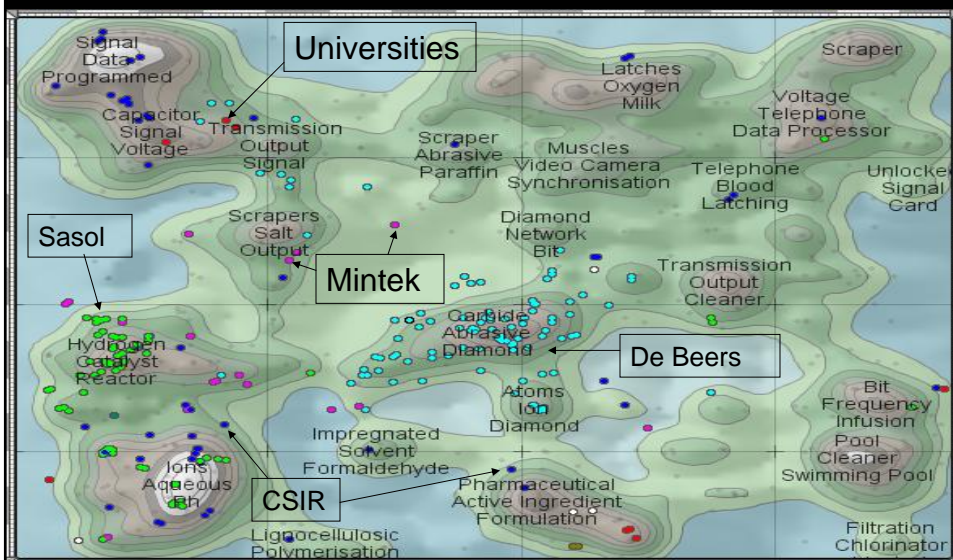 Signal
Data
Programmed
Universities
Scraper
Latches
Oxygen
Milk
Voltage
Telephone
Data Processor
Capacitor
Signal
Voltage
Transmission
Output
Signal
Scraper
Abrasive
Paraffin
Muscles
Video Camera
Synchronisation
Telephone
Blood
Latching
Unlocked
Signal
Card
Sasol
Scrapers
Salt
Output
Mintek
Diamond
Network
Bit
Transmission
Output
Cleaner
Hydrogen
Catalyst
Reactor
Carbide
Abrasive
Diamond
De Beers
Atoms
Ion
Diamond
Bit
Frequency
Infusion
Pool
Cleaner
Swimming Pool
Impregnated
Solvent
Formaldehyde
Ions
Aqueous
Ph
CSIR
Pharmaceutical
Active Ingredient
Formulation
Lignocellulosic
Polymerisation
Filtration
Chlorinator